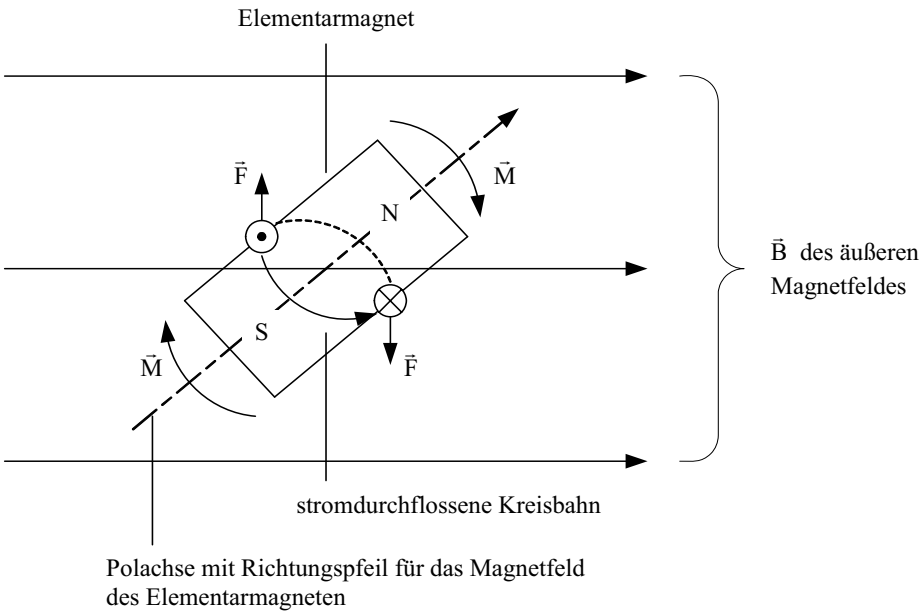 Elementarmagnet
F⃗
M⃗
N
B⃗ des äußeren
Magnetfeldes
S
M⃗
F⃗
stromdurchflossene Kreisbahn
Polachse mit Richtungspfeil für das Magnetfeld
des Elementarmagneten